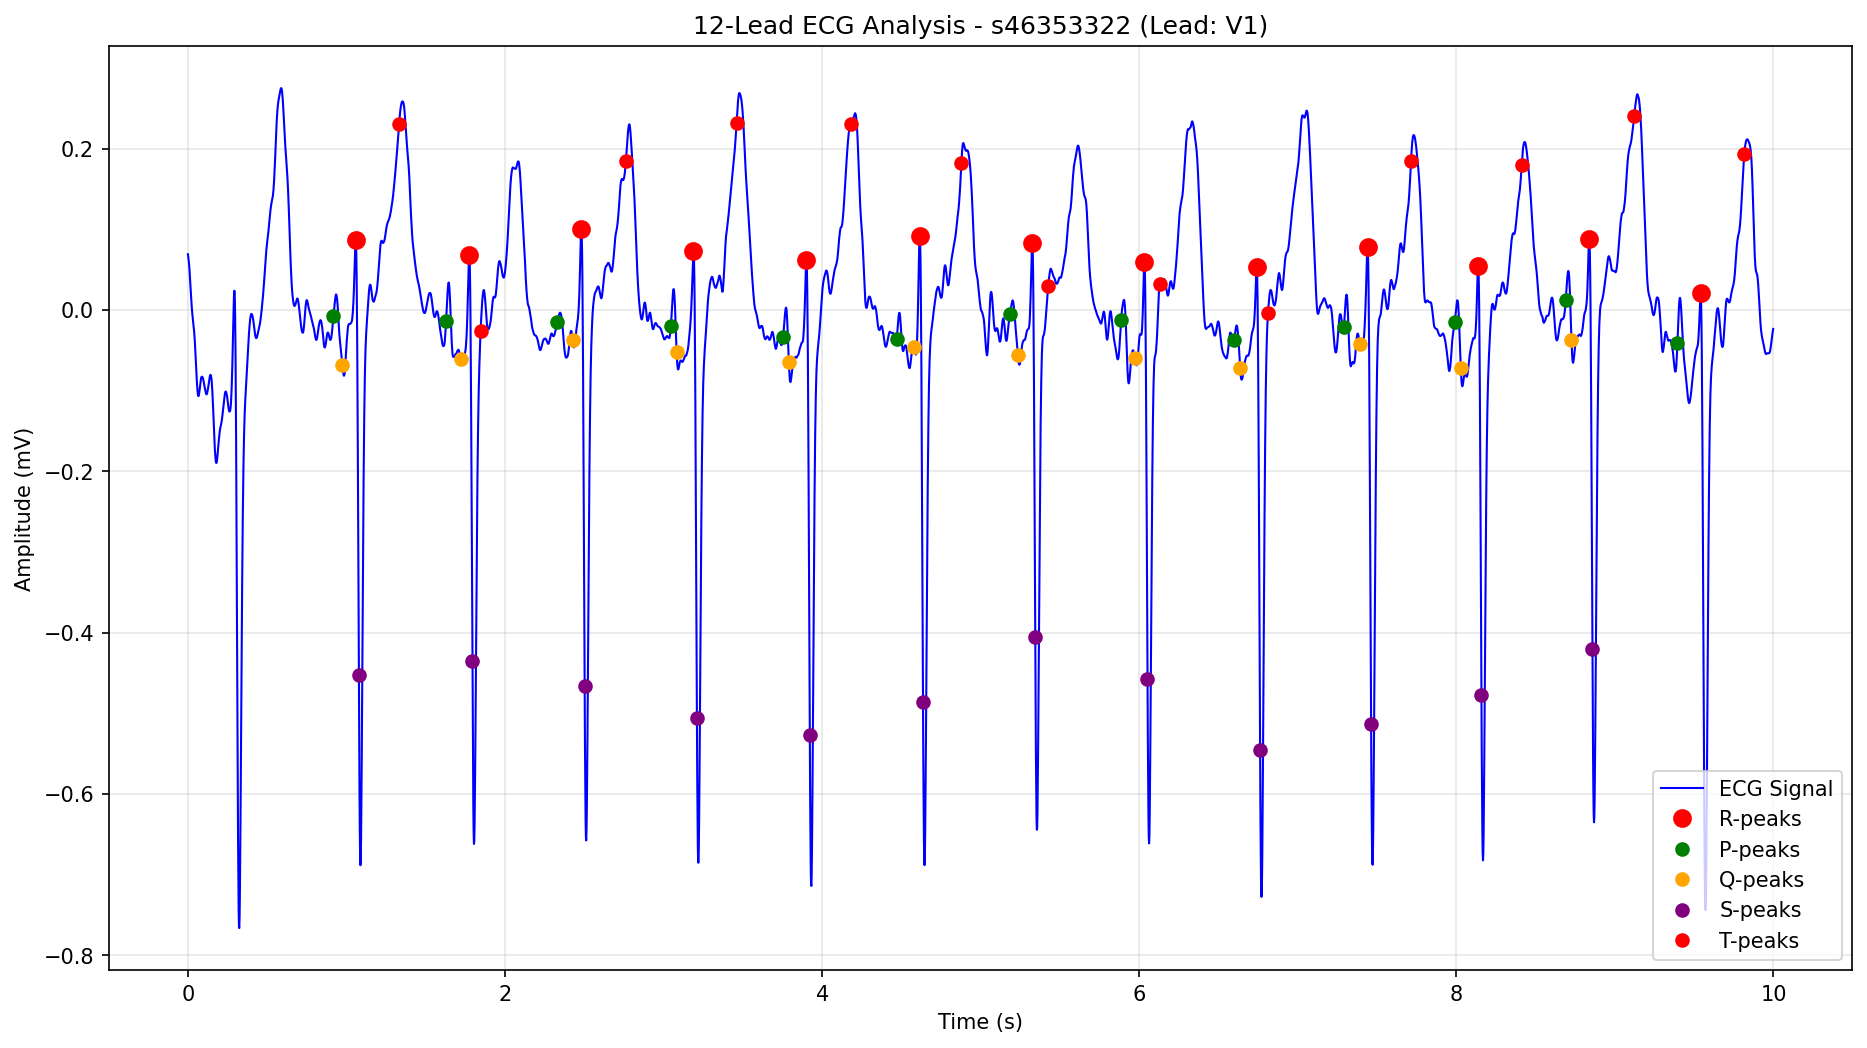 12-Lead ECG Analysis - s46353322 (Lead: V1)
Amplitude (mV)
0.2
0.0
−0.2
−0.4
−0.6
−0.8
0 2 4 6 8 10
Time (s)
ECG Signal
R-peaks
P-peaks
Q-peaks
S-peaks
T-peaks